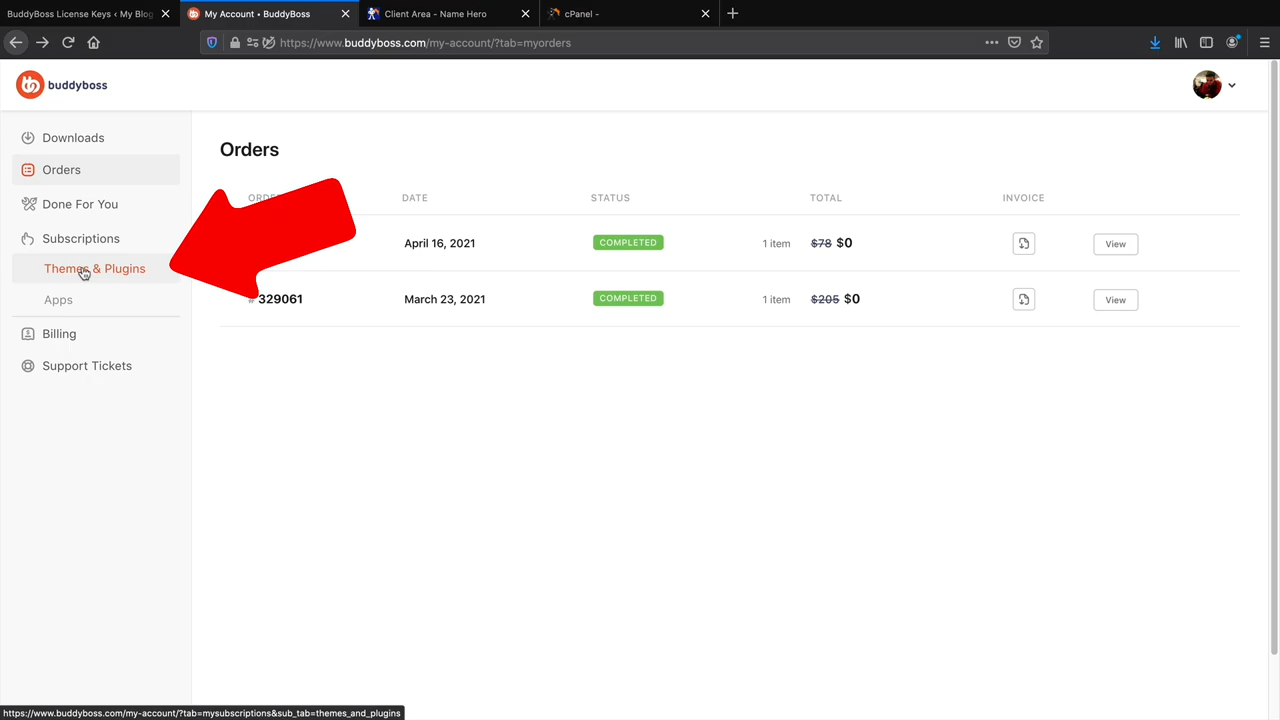 BuddyBoss License Keys ‹ My Blog
My Account • BuddyBoss
Client Area - Name Hero
cPanel -
https://www.buddyboss.com/my-account/?tab=myorders
buddyboss
Downloads
Orders
Done For You
Subscriptions
Themes & Plugins
Apps
Billing
Support Tickets
Orders
DATE STATUS TOTAL INVOICE
April 16, 2021 COMPLETED 1 item $78 $0 View
#329061 March 23, 2021 COMPLETED 1 item $205 $0 View
https://www.buddyboss.com/my-account/?tab=mysubscriptions&sub_tab=themes_and_plugins